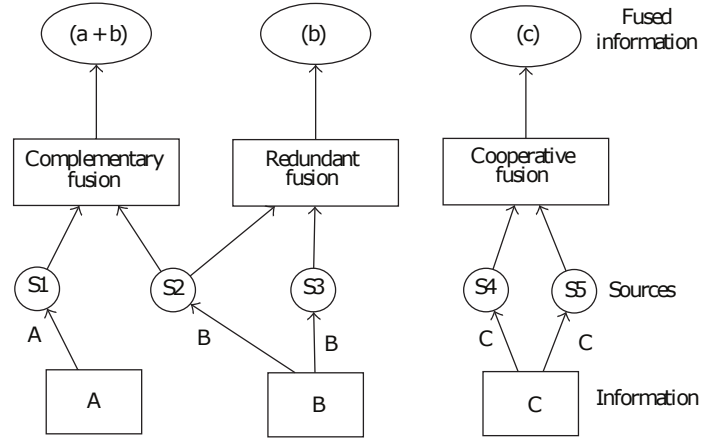 (a + b)
(b)
(c)
Fused
information
Complementary
fusion
Redundant
fusion
Cooperative
fusion
S1
S2
S3
S4
S5
Sources
A
B
B
C
C
A
B
C
Information